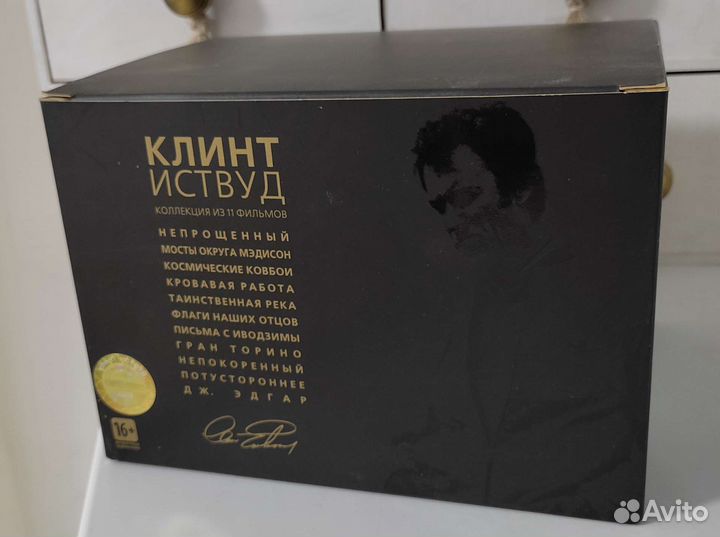 КЛИНТ
ИСТВУД
КОЛЛЕКЦИЯ ИЗ 11 ФИЛЬМОВ
НЕПРОЩЕННЫЙ
МОСТЫ ОКРУГА МЭДИСОН
КОСМИЧЕСКИЕ КОВБОИ
КРОВАВАЯ РАБОТА
ТАИНСТВЕННАЯ РЕКА
ФЛАГИ НАШИХ ОТЦОВ
ПИСЬМА С ИВОДЗИМЫ
ГРАН ТОРИНО
НЕПОКОРЕННЫЙ
ПОТУСТОРОННЕЕ
ДЖ. ЭДГАР
16+
Avito